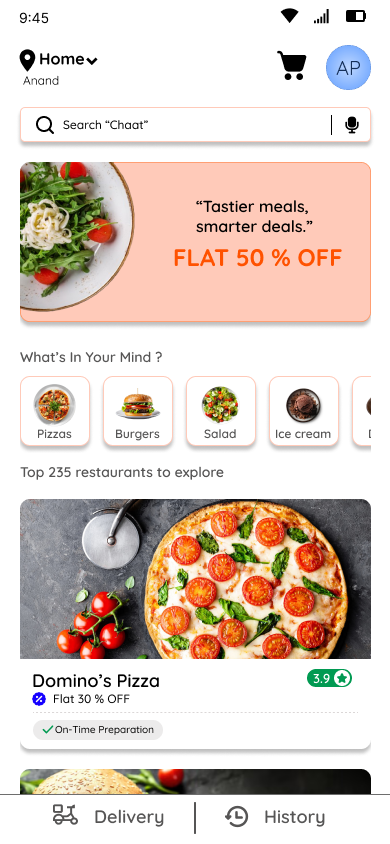 9:45
Home
Anand
AP
Search “Chaat”
“Tastier meals,
smarter deals.”
FLAT 50 % OFF
What’s In Your Mind ?
Pizzas
Burgers
Salad
Ice cream
Top 235 restaurants to explore
Domino’s Pizza
3.9
Flat 30 % OFF
On-Time Preparation
Delivery
History